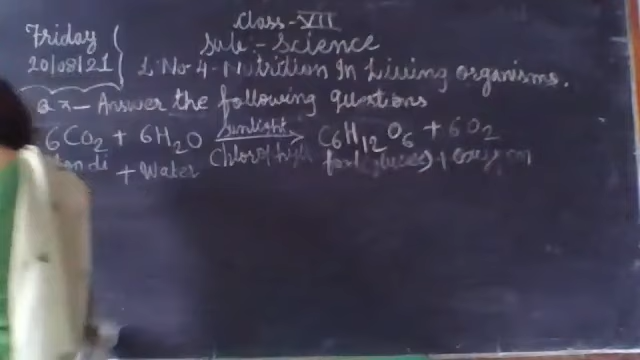 Class - VII
Friday
Sub:- Science
20/08/21
L.No-4-Nutrition In Living organisms.
Q.2- Answer the following questions
6CO2 + 6H2O Sunlight C6H12O6 + 6O2
+ Water